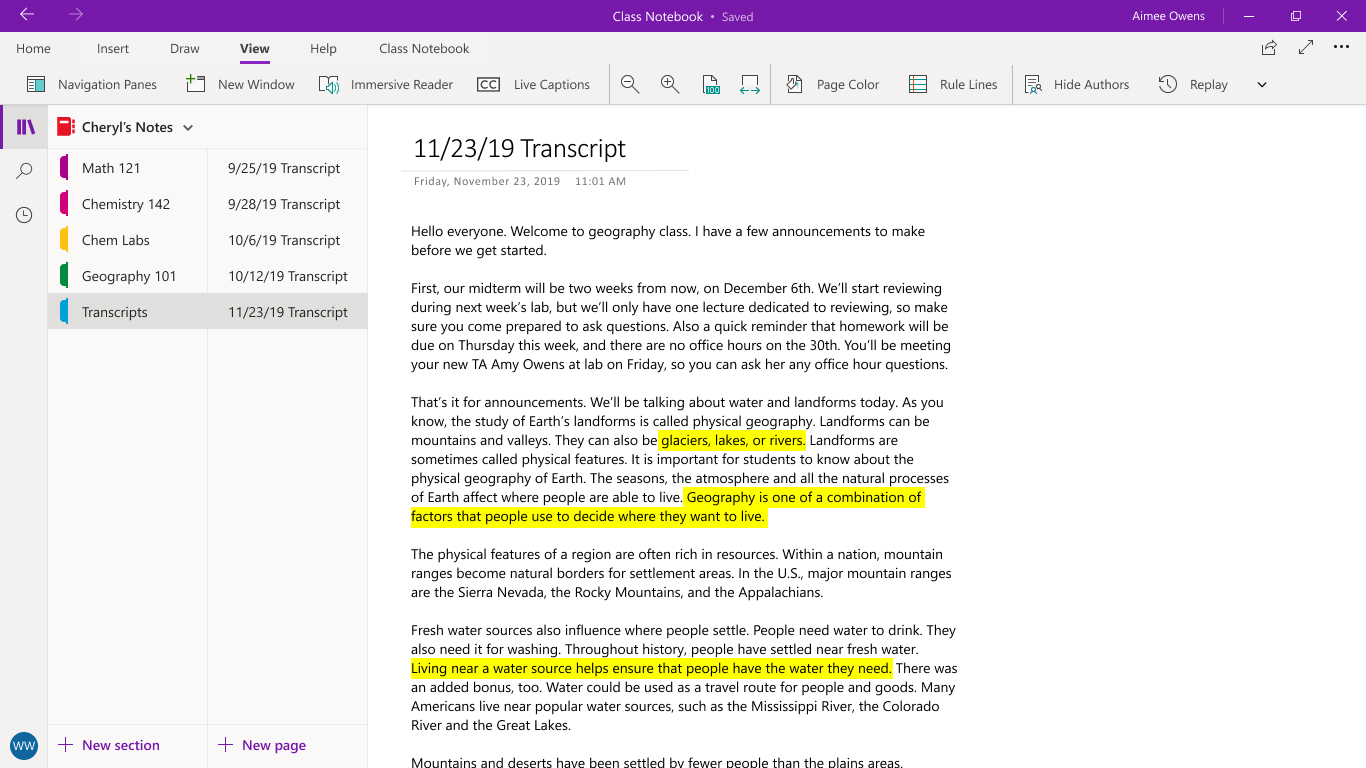 Class Notebook • Saved
Aimee Owens
Home Insert Draw View Help Class Notebook
Navigation Panes New Window Immersive Reader CC Live Captions 100 Page Color Rule Lines Hide Authors Replay
Cheryl's Notes
Math 121
Chemistry 142
Chem Labs
Geography 101
Transcripts
9/25/19 Transcript
9/28/19 Transcript
10/6/19 Transcript
10/12/19 Transcript
11/23/19 Transcript
WW
New section
New page
11/23/19 Transcript
Friday, November 23, 2019 11:01 AM
Hello everyone. Welcome to geography class. I have a few announcements to make
before we get started.
First, our midterm will be two weeks from now, on December 6th. We'll start reviewing
during next week's lab, but we'll only have one lecture dedicated to reviewing, so make
sure you come prepared to ask questions. Also a quick reminder that homework will be
due on Thursday this week, and there are no office hours on the 30th. You'll be meeting
your new TA Amy Owens at lab on Friday, so you can ask her any office hour questions.
That's it for announcements. We'll be talking about water and landforms today. As you
know, the study of Earth's landforms is called physical geography. Landforms can be
mountains and valleys. They can also be glaciers, lakes, or rivers. Landforms are
sometimes called physical features. It is important for students to know about the
physical geography of Earth. The seasons, the atmosphere and all the natural processes
of Earth affect where people are able to live. Geography is one of a combination of
factors that people use to decide where they want to live.
The physical features of a region are often rich in resources. Within a nation, mountain
ranges become natural borders for settlement areas. In the U.S., major mountain ranges
are the Sierra Nevada, the Rocky Mountains, and the Appalachians.
Fresh water sources also influence where people settle. People need water to drink. They
also need it for washing. Throughout history, people have settled near fresh water.
Living near a water source helps ensure that people have the water they need. There was
an added bonus, too. Water could be used as a travel route for people and goods. Many
Americans live near popular water sources, such as the Mississippi River, the Colorado
River and the Great Lakes.
Mountains and deserts have been settled by fewer people than the plains areas.